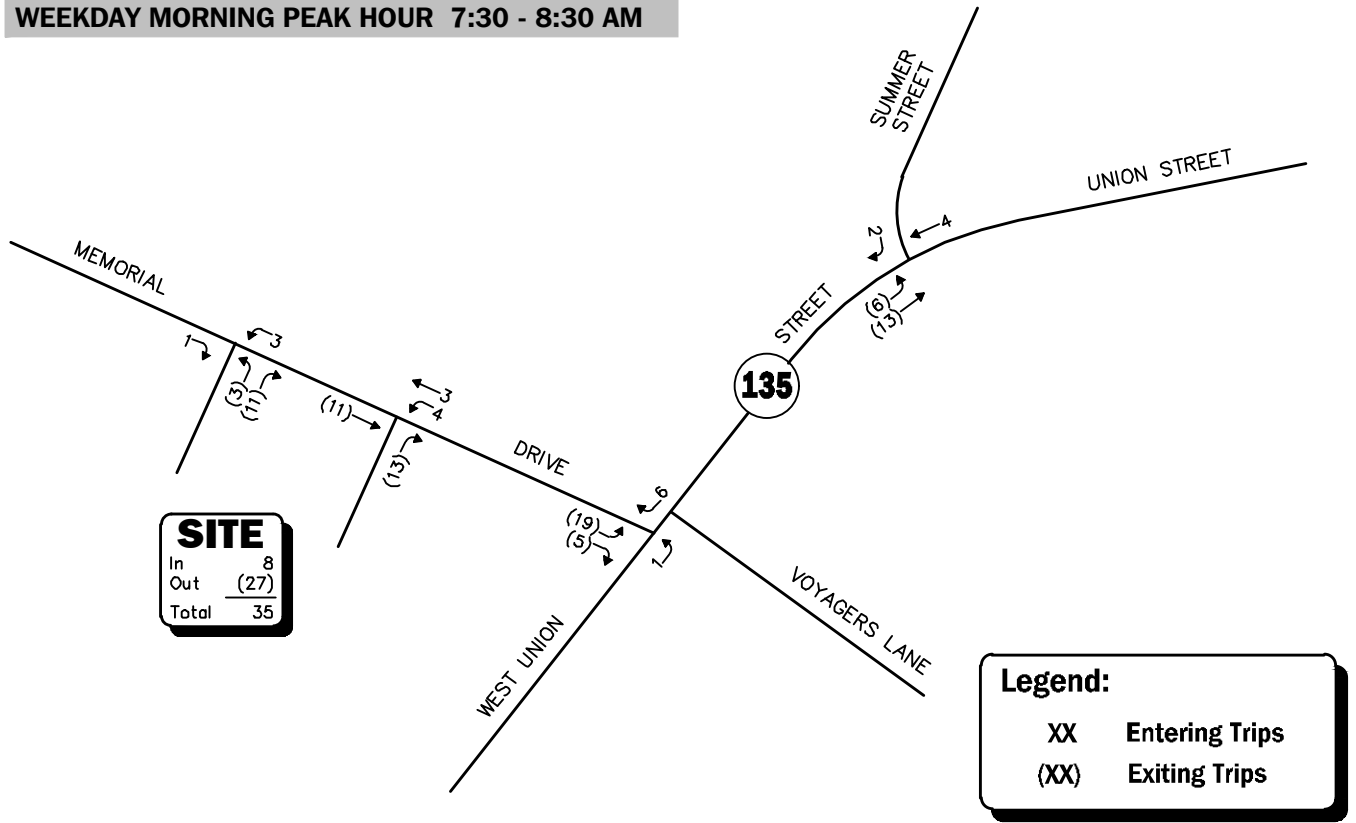 WEEKDAY MORNING PEAK HOUR 7:30 - 8:30 AM
SUMMER
STREET
UNION STREET
MEMORIAL
2
4
(6)
(13)
STREET
135
1
3
(3)
(11)
(11)
3
4
(13)
DRIVE
6
(19)
(5)
1
SITE
In 8
Out (27)
Total 35
VOYAGERS LANE
WEST UNION
Legend:
XX Entering Trips
(XX) Exiting Trips